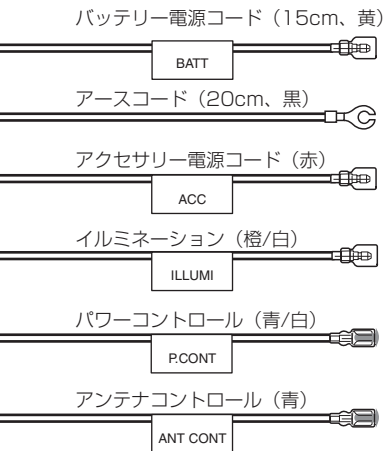 バッテリー電源コード（15cm、黄）
BATT
アースコード（20cm、黒）
アクセサリー電源コード（赤）
ACC
イルミネーション（橙/白）
ILLUMI
パワーコントロール（青/白）
P.CONT
アンテナコントロール（青）
ANT CONT